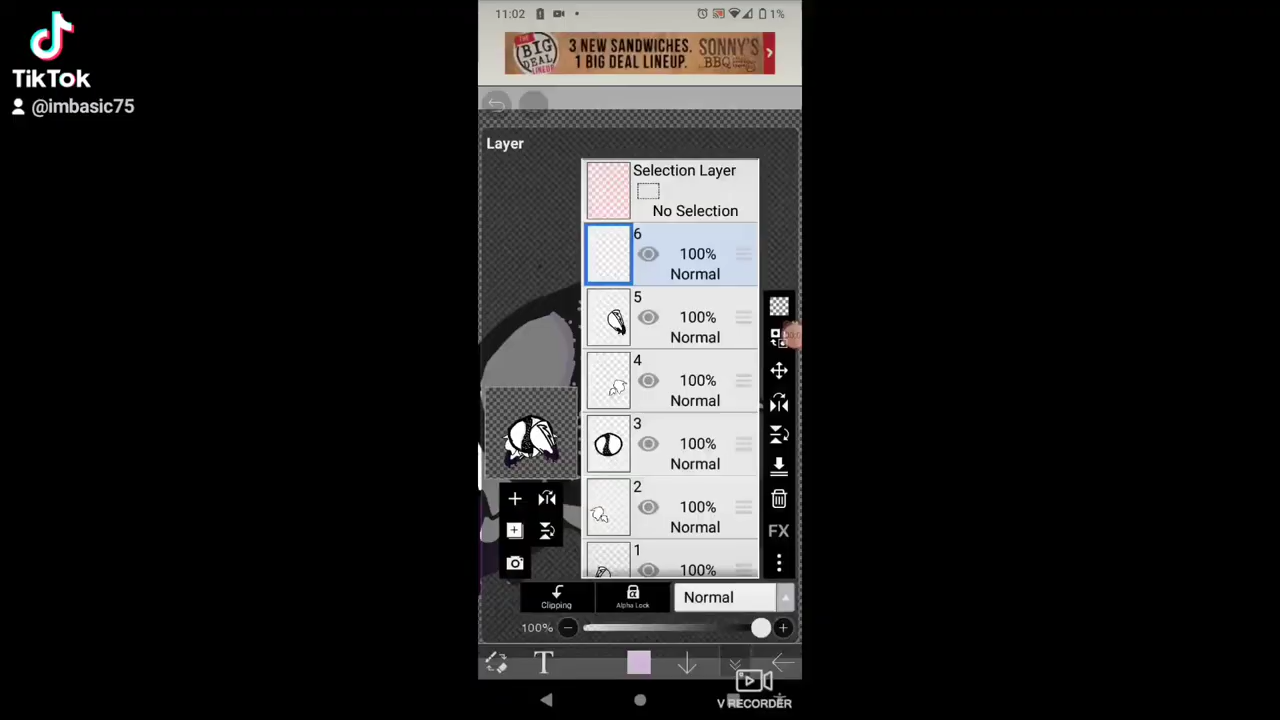 TikTok
@imbasic75
11:02
1%
THE BIG DEAL LINEUP
3 NEW SANDWICHES.
1 BIG DEAL LINEUP.
SONNY'S
BBQ
Layer
Selection Layer
No Selection
6
100%
Normal
5
100%
Normal
4
100%
Normal
3
100%
Normal
2
100%
Normal
1
100%
FX
Clipping
Alpha Lock
Normal
100%
T
V RECORDER